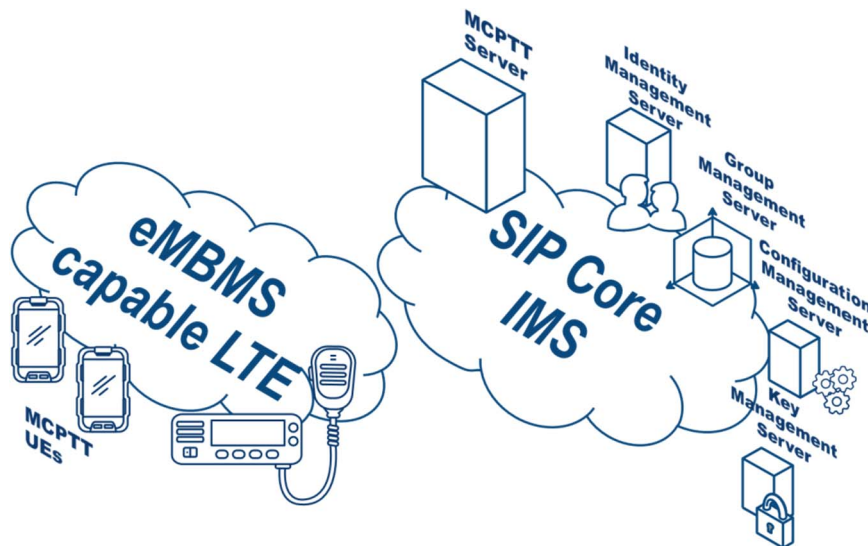 MCPTT
Server
Identity
Management
Server
Group
Management
Server
Configuration
Management
Server
Key
Management
Server
SIP Core
IMS
eMBMS
capable LTE
MCPTT
UEs